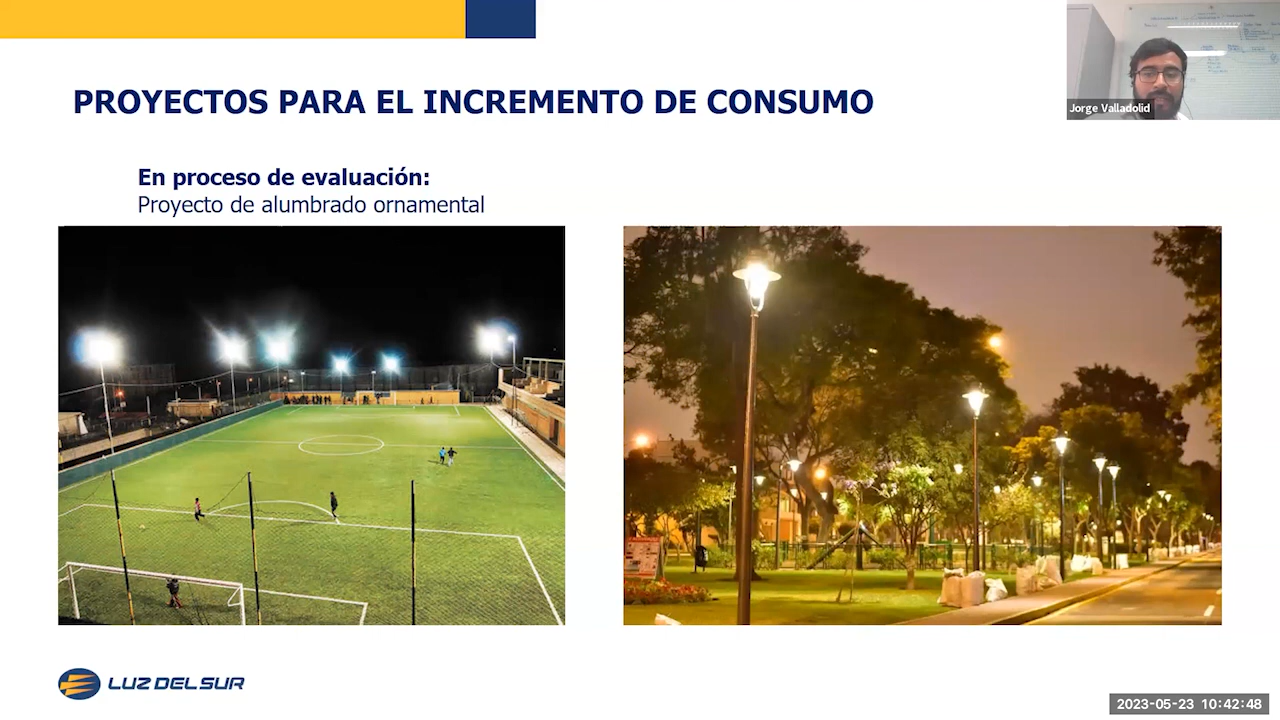 PROYECTOS PARA EL INCREMENTO DE CONSUMO
Jorge Valladolid
En proceso de evaluación:
Proyecto de alumbrado ornamental
LUZ DEL SUR
2023-05-23 10:42:48